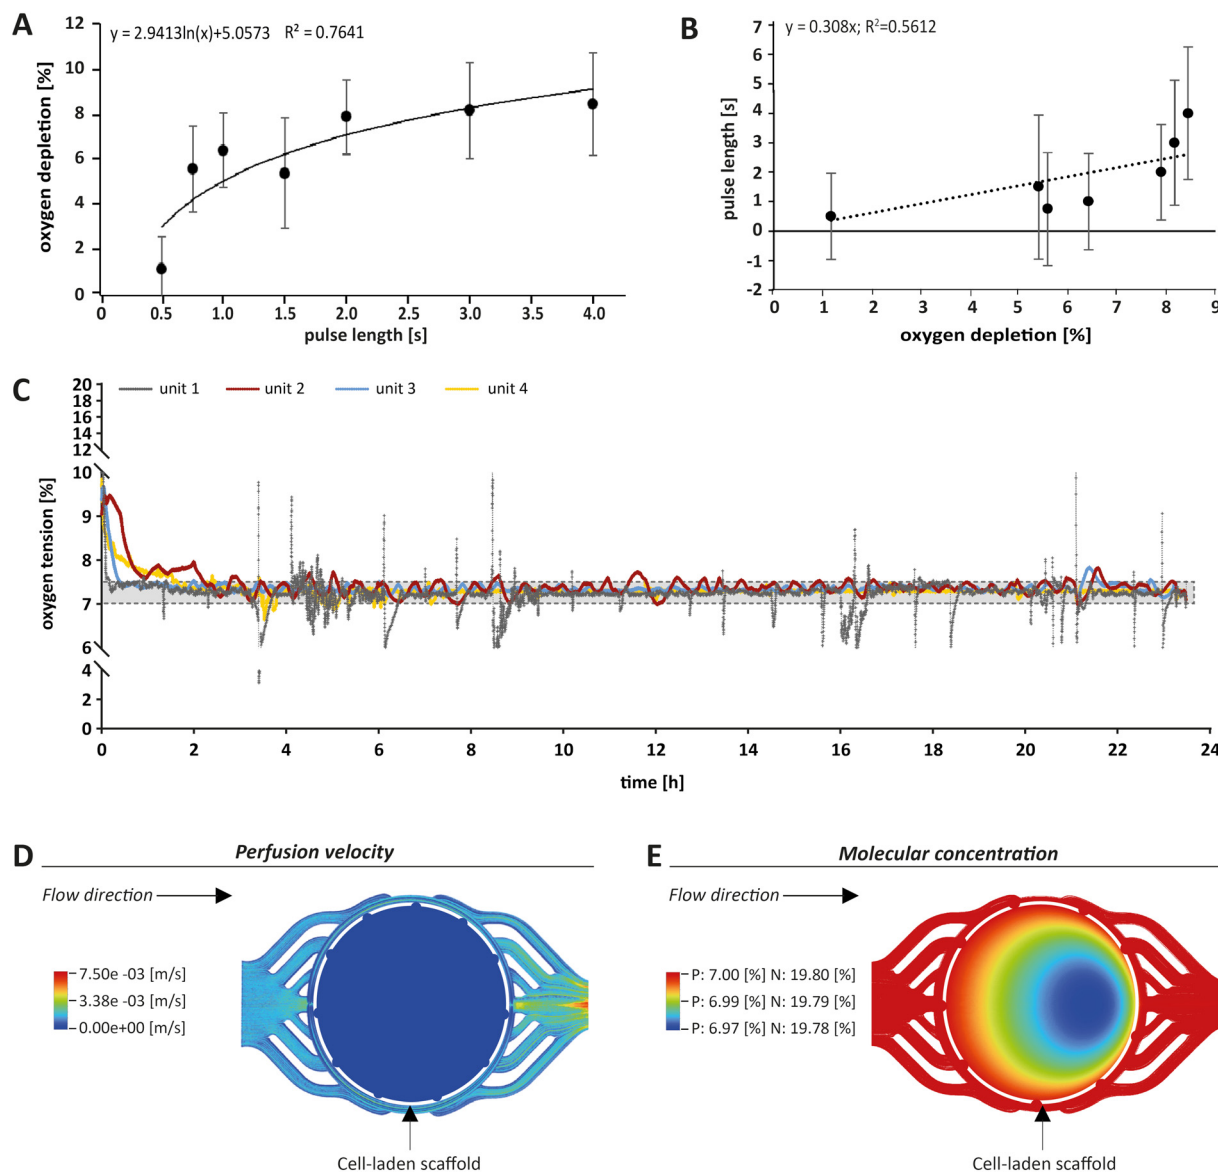 A
y = 2.9413ln(x)+5.0573 R² = 0.7641
oxygen depletion [%]
12
10
8
6
4
2
0
0 0.5 1.0 1.5 2.0 2.5 3.0 3.5 4.0
pulse length [s]
B
y = 0.308x; R²=0.5612
pulse length [s]
7
6
5
4
3
2
1
0
-1
-2
0 1 2 3 4 5 6 7 8 9
oxygen depletion [%]
C
unit 1 unit 2 unit 3 unit 4
oxygen tension [%]
20
18
16
14
12
10
9
8
7
6
4
2
0
0 2 4 6 8 10 12 14 16 18 20 22 24
time [h]
D
Perfusion velocity
Flow direction
7.50e -03 [m/s]
3.38e -03 [m/s]
0.00e+00 [m/s]
Cell-laden scaffold
E
Molecular concentration
Flow direction
P: 7.00 [%] N: 19.80 [%]
P: 6.99 [%] N: 19.79 [%]
P: 6.97 [%] N: 19.78 [%]
Cell-laden scaffold